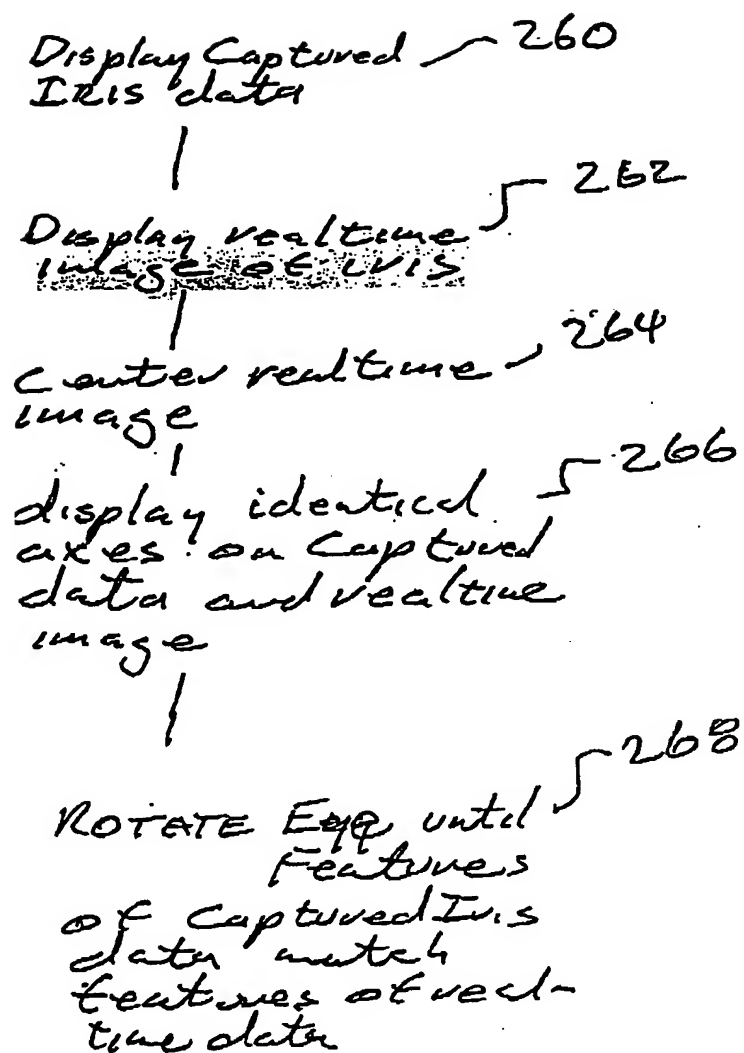 Display Captured 260
IRIS data
Display realtime 262
image of iris
Center realtime 264
image
display identical 266
axes on Captured
data and realtime
image
ROTATE Eye until 268
Features
of Captured Iris
data match
features of real-
time data